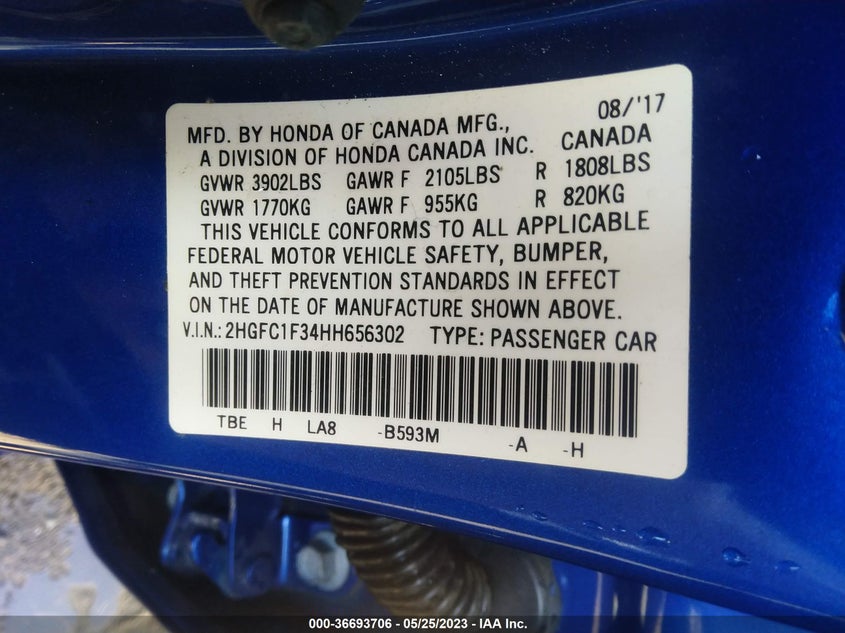 08/'17
MFD. BY HONDA OF CANADA MFG.,
A DIVISION OF HONDA CANADA INC. CANADA
GVWR 3902LBS GAWR F 2105LBS R 1808LBS
GVWR 1770KG GAWR F 955KG R 820KG
THIS VEHICLE CONFORMS TO ALL APPLICABLE
FEDERAL MOTOR VEHICLE SAFETY, BUMPER,
AND THEFT PREVENTION STANDARDS IN EFFECT
ON THE DATE OF MANUFACTURE SHOWN ABOVE.
V.I.N.: 2HGFC1F34HH656302 TYPE: PASSENGER CAR
TBE H LA8 -B593M -A -H
000-36693706 - 05/25/2023 - IAA Inc.